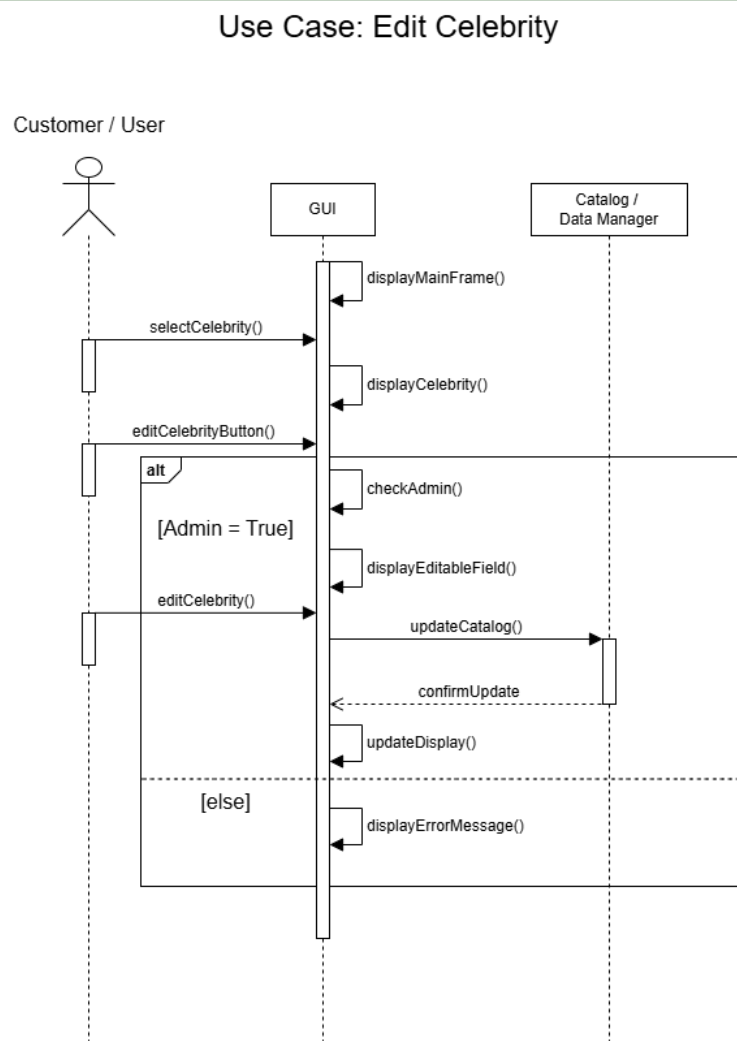 Use Case: Edit Celebrity
Customer / User
GUI
Catalog /
Data Manager
displayMainFrame()
selectCelebrity()
displayCelebrity()
editCelebrityButton()
alt
checkAdmin()
[Admin = True]
displayEditableField()
editCelebrity()
updateCatalog()
confirmUpdate
updateDisplay()
[else]
displayErrorMessage()